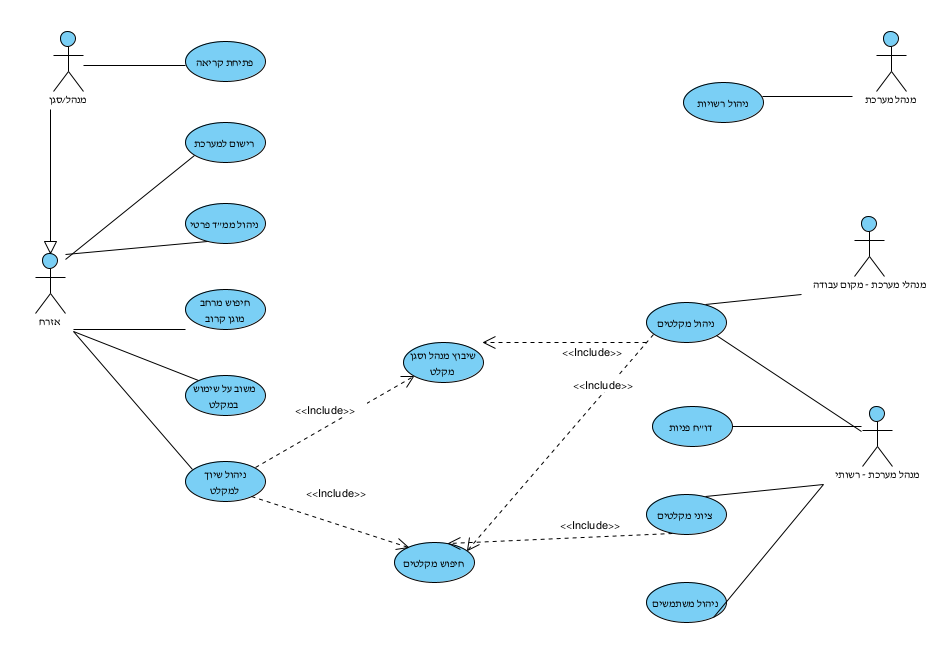 פתיחת קריאה
מנהל/סגן
מנהל מערכת
ניהול רשויות
רישום למערכת
ניהול ממ״ד פרטי
מנהלי מערכת - מקום עבודה
חיפוש מרחב
מוגן קרוב
אזרח
ניהול מקלטים
<<Include>>
שיבוץ מנהל וסגן
מקלט
<<Include>>
משוב על שימוש
במקלט
<<Include>>
דו״ח פניות
מנהל מערכת - רשותי
ניהול שיוך
למקלט
<<Include>>
ציוני מקלטים
<<Include>>
חיפוש מקלטים
ניהול משתמשים